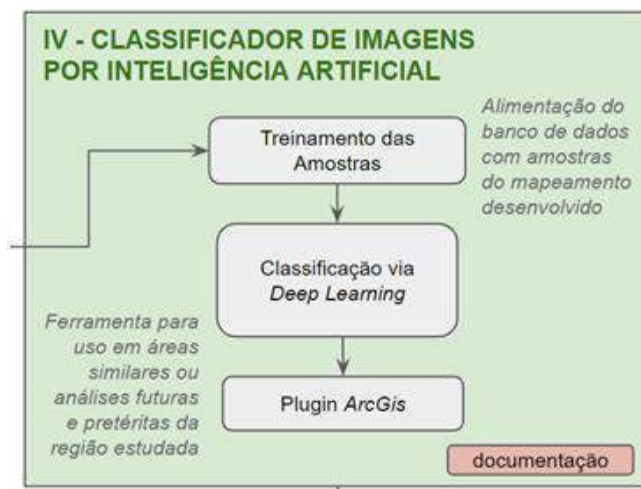 IV - CLASSIFICADOR DE IMAGENS
POR INTELIGÊNCIA ARTIFICIAL
Treinamento das
Amostras
Alimentação do
banco de dados
com amostras
do mapeamento
desenvolvido
Classificação via
Deep Learning
Ferramenta para
uso em áreas
similares ou
análises futuras
e pretéritas da
região estudada
Plugin ArcGis
documentação